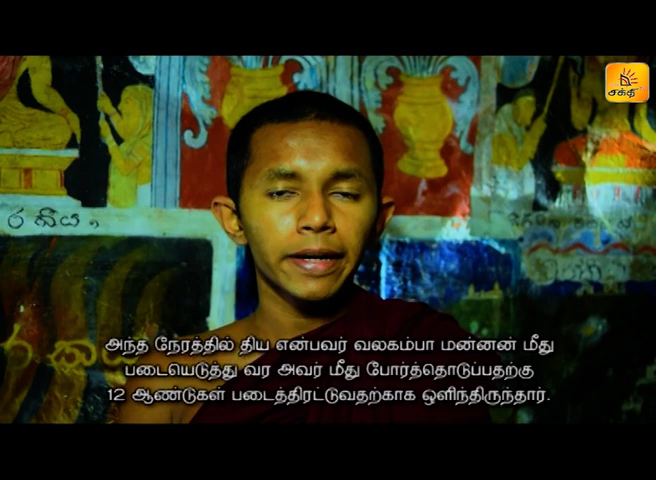 சக்தி
රකීය
அந்த நேரத்தில் திய என்பவர் வலகம்பா மன்னன் மீது
படையெடுத்து வர அவர் மீது போர்த்தொடுப்பதற்கு
12 ஆண்டுகள் படைத்திரட்டுவதற்காக ஒளிந்திருந்தார்.